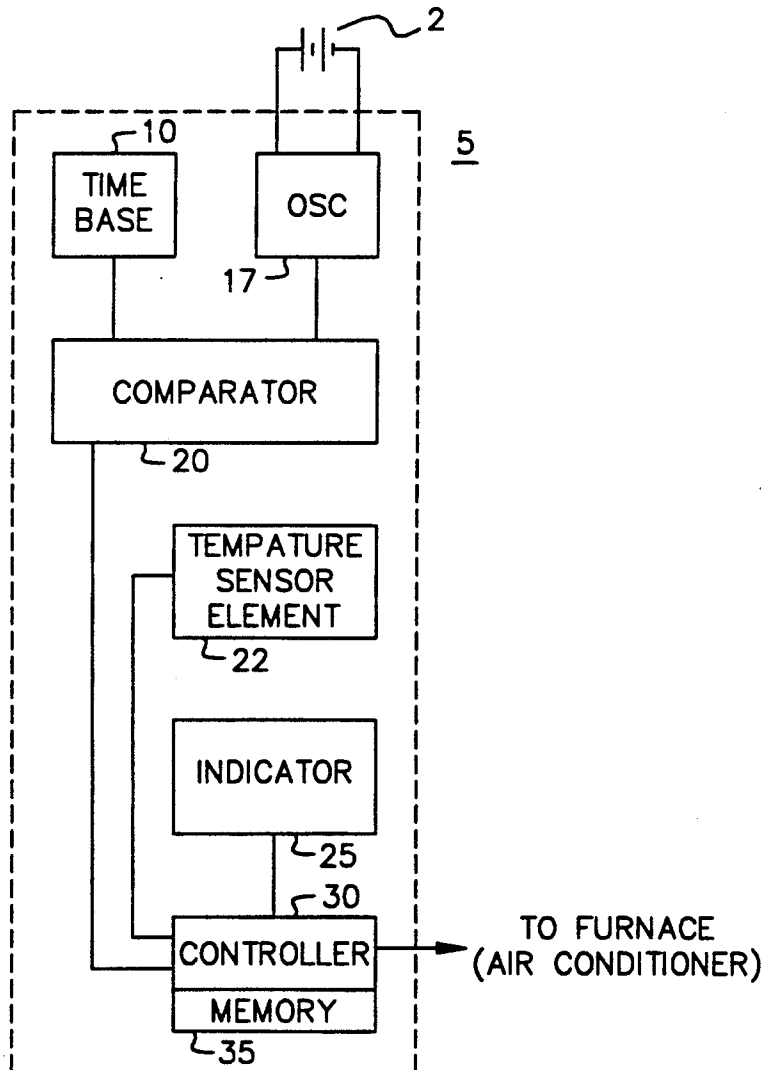 2
5
10
TIME
BASE
OSC
17
COMPARATOR
20
TEMPATURE
SENSOR
ELEMENT
22
INDICATOR
25
30
CONTROLLER
TO FURNACE
(AIR CONDITIONER)
MEMORY
35